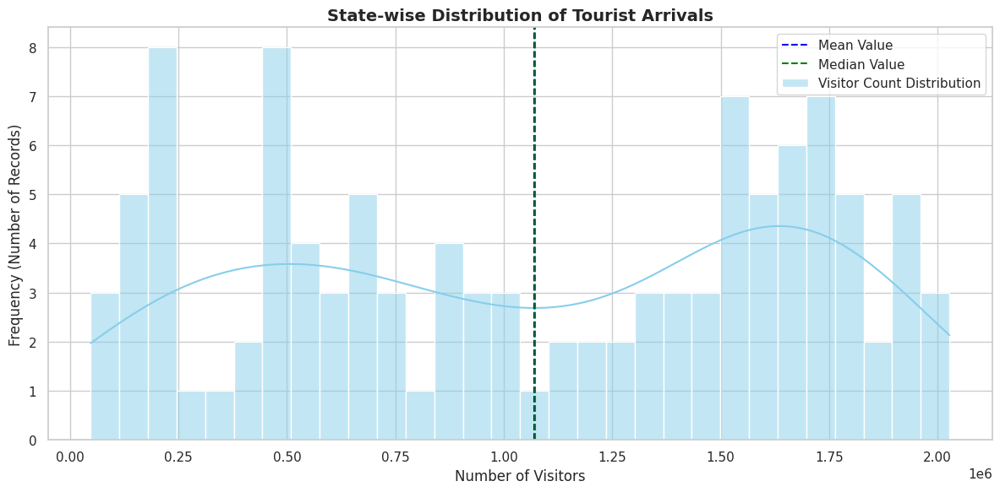 State-wise Distribution of Tourist Arrivals
Mean Value
Median Value
Visitor Count Distribution
Frequency (Number of Records)
8
7
6
5
4
3
2
1
0
0.00 0.25 0.50 0.75 1.00 1.25 1.50 1.75 2.00
1e6
Number of Visitors